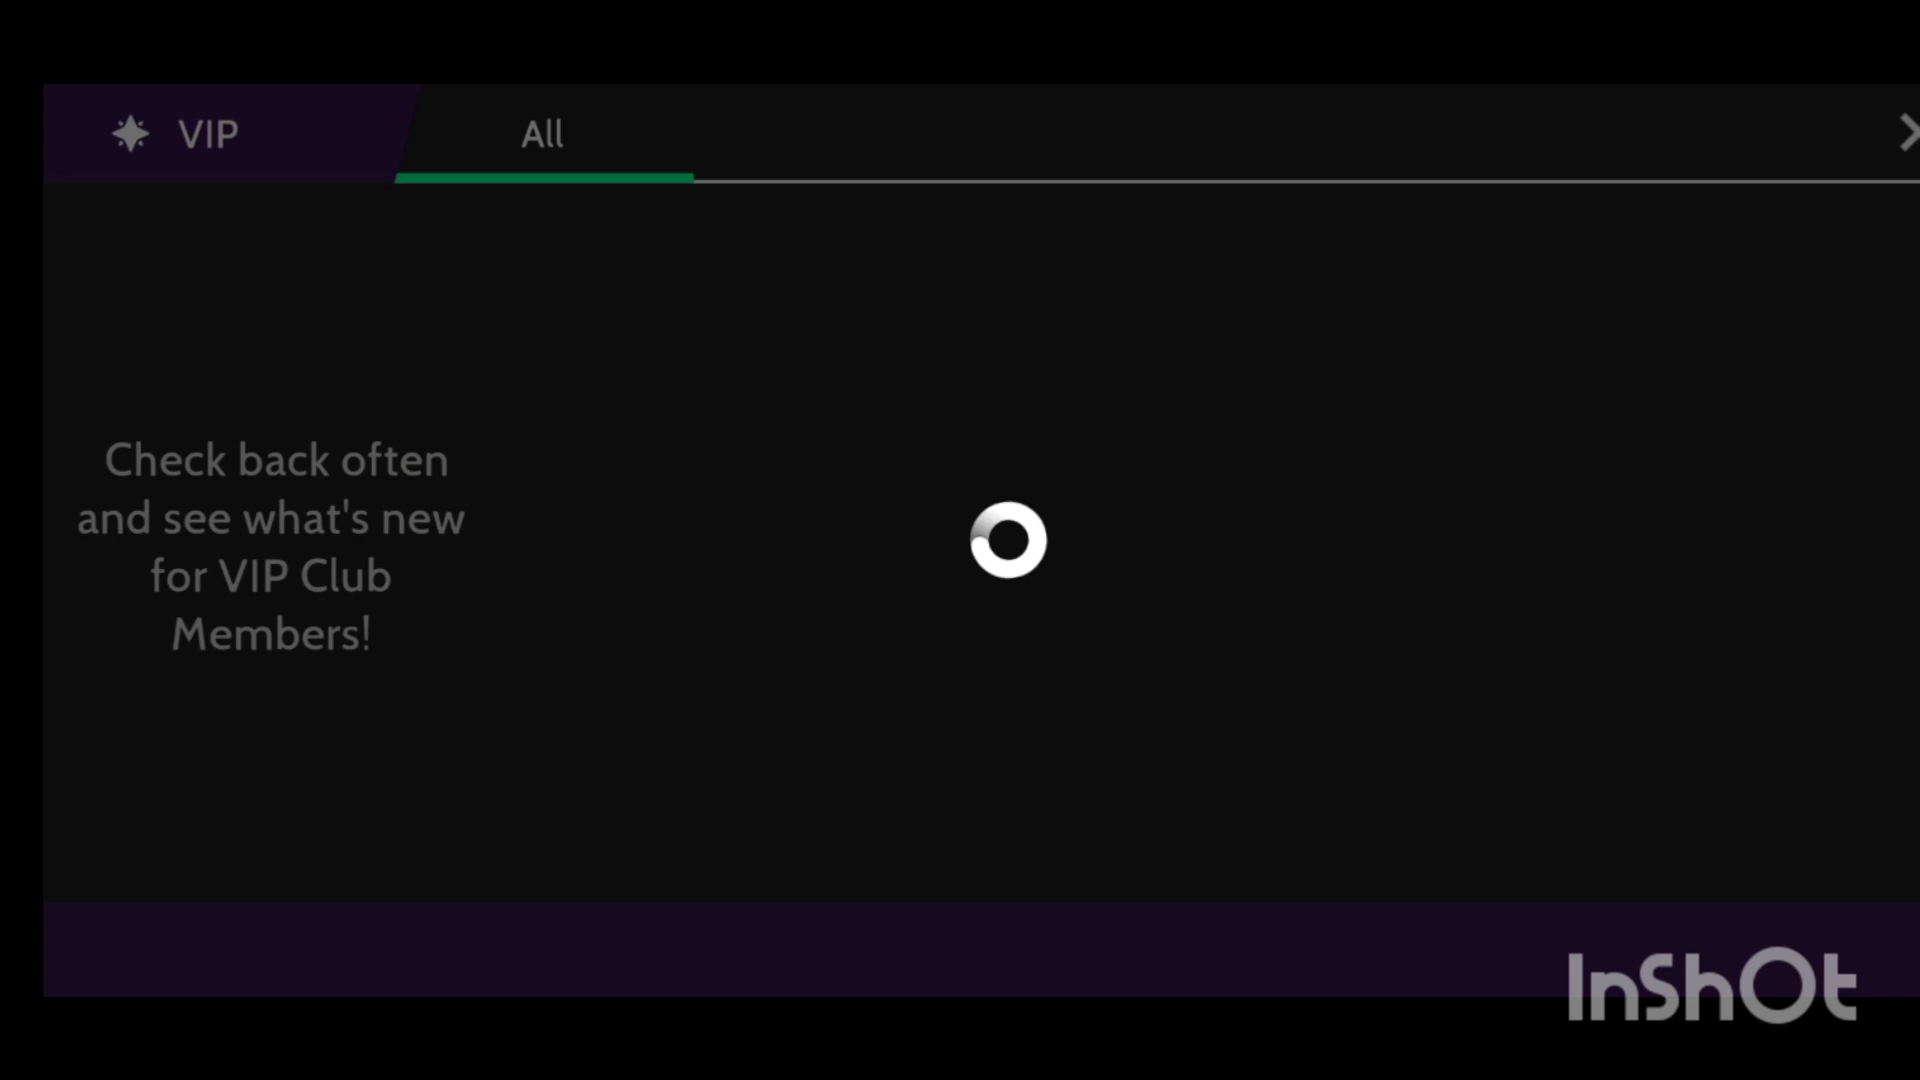 VIP
All
Check back often
and see what's new
for VIP Club
Members!
InShOt